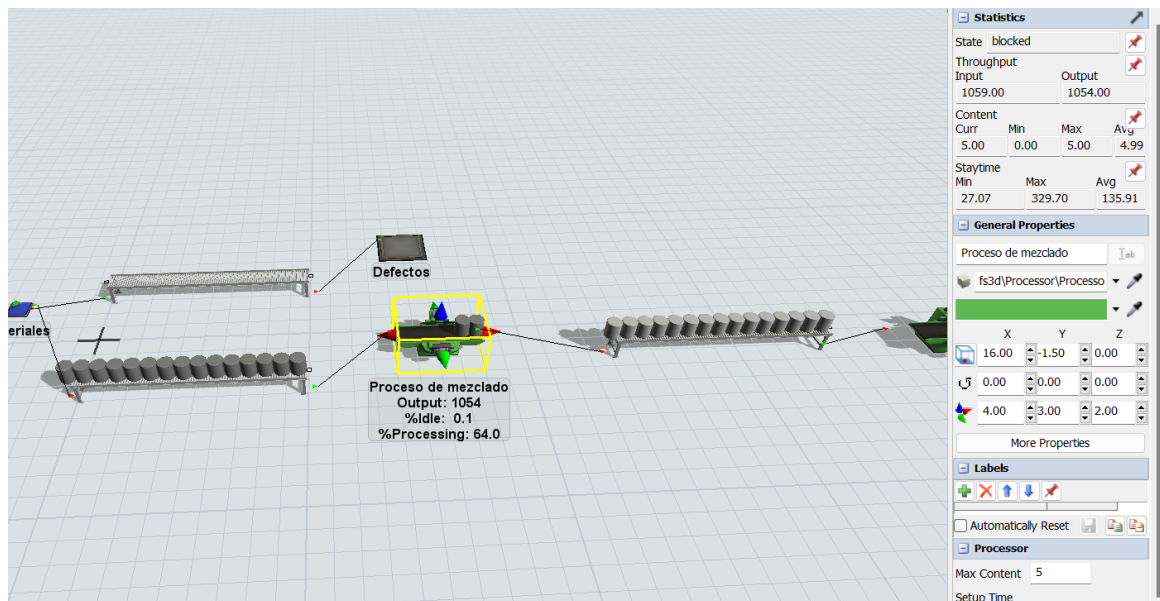 Defectos
eriales
Proceso de mezclado
Output: 1054
%Idle: 0.1
%Processing: 64.0
Statistics
State blocked
Throughput
Input Output
1059.00 1054.00
Content
Curr Min Max Avg
5.00 0.00 5.00 4.99
Staytime
Min Max Avg
27.07 329.70 135.91
General Properties
Proceso de mezclado
fs3d\Processor\Processo
X Y Z
16.00 -1.50 0.00
0.00 0.00 0.00
4.00 3.00 2.00
More Properties
Labels
Automatically Reset
Processor
Max Content 5
Setup Time